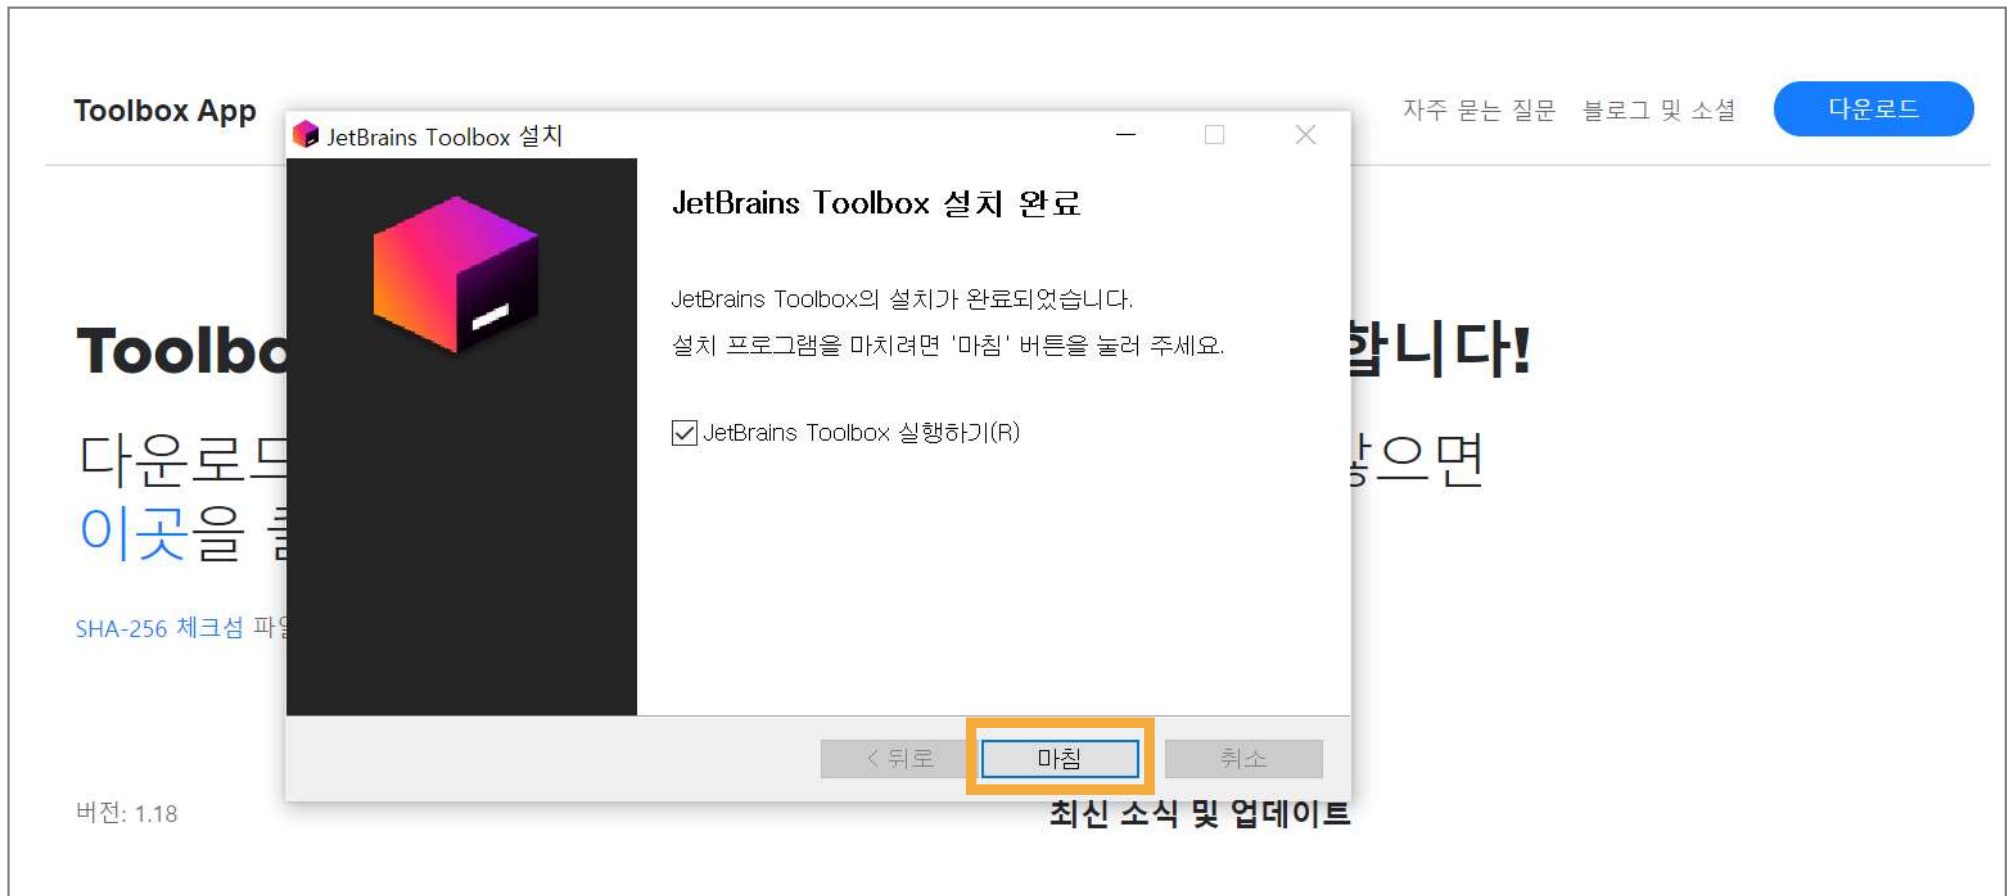 Toolbox App
자주 묻는 질문 블로그 및 소셜 다운로드
JetBrains Toolbox 설치
JetBrains Toolbox 설치 완료
JetBrains Toolbox의 설치가 완료되었습니다.
설치 프로그램을 마치려면 '마침' 버튼을 눌러 주세요.
JetBrains Toolbox 실행하기(R)
합니다!
다운로드
으면
이곳을
SHA-256 체크섬
< 뒤로 마침 취소
버전: 1.18
최신 소식 및 업데이트